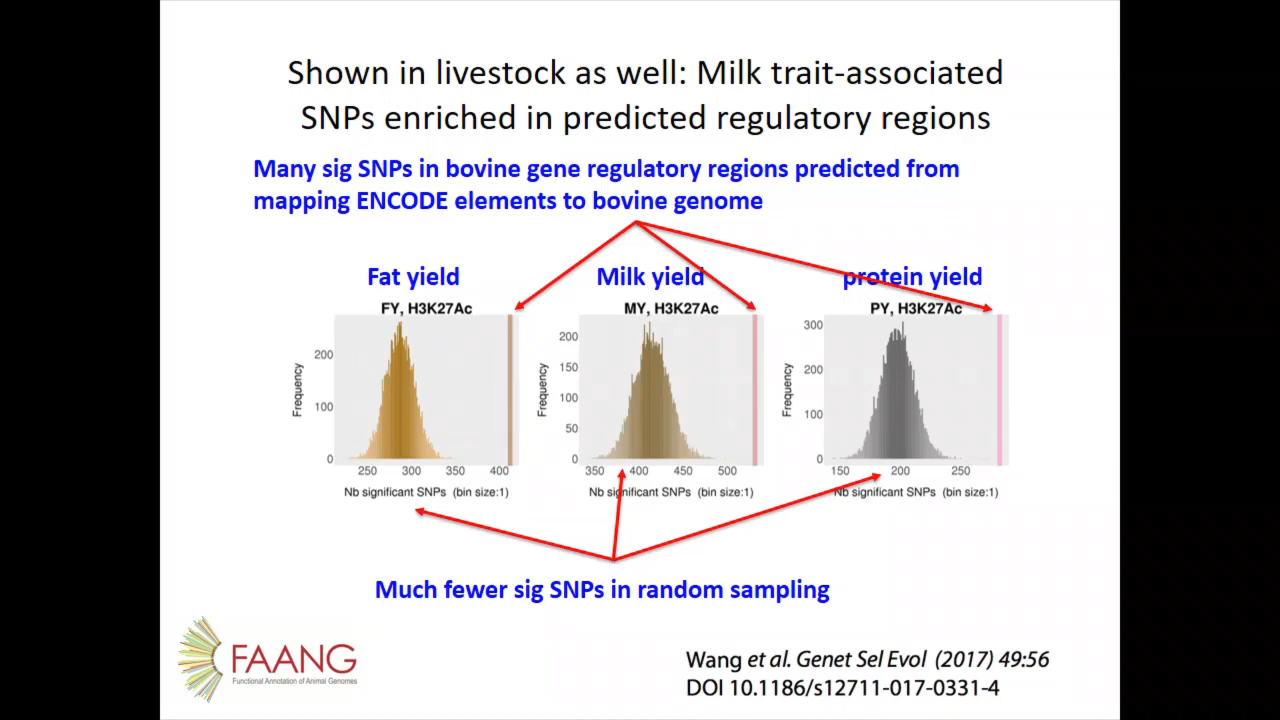 Shown in livestock as well: Milk trait-associated
SNPs enriched in predicted regulatory regions
Many sig SNPs in bovine gene regulatory regions predicted from
mapping ENCODE elements to bovine genome
Fat yield
Milk yield
protein yield
FY, H3K27Ac
MY, H3K27Ac
PY, H3K27Ac
Frequency
200
100
0
250 300 350 400
Nb significant SNPs (bin size:1)
Frequency
200
150
100
50
0
350 400 450 500
Nb significant SNPs (bin size:1)
Frequency
300
200
100
0
150 200 250
Nb significant SNPs (bin size:1)
Much fewer sig SNPs in random sampling
FAANG
Functional Annotation of Animal Genomes
Wang et al. Genet Sel Evol (2017) 49:56
DOI 10.1186/s12711-017-0331-4